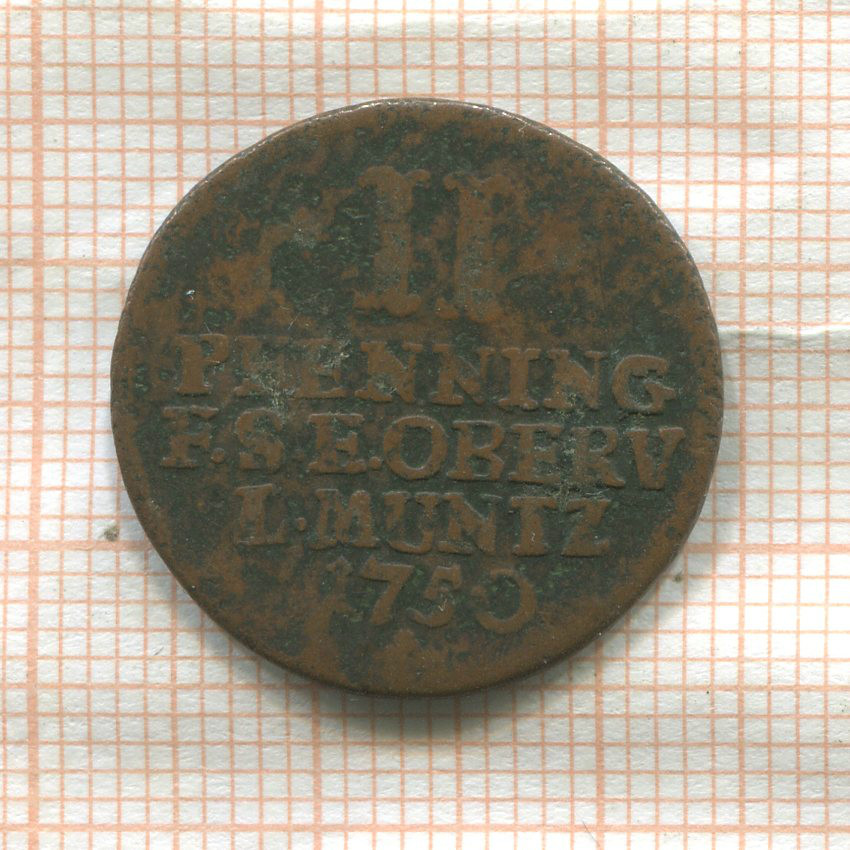 II
PFENNING
F.S.E.OBERV
L.MUNTZ
1750